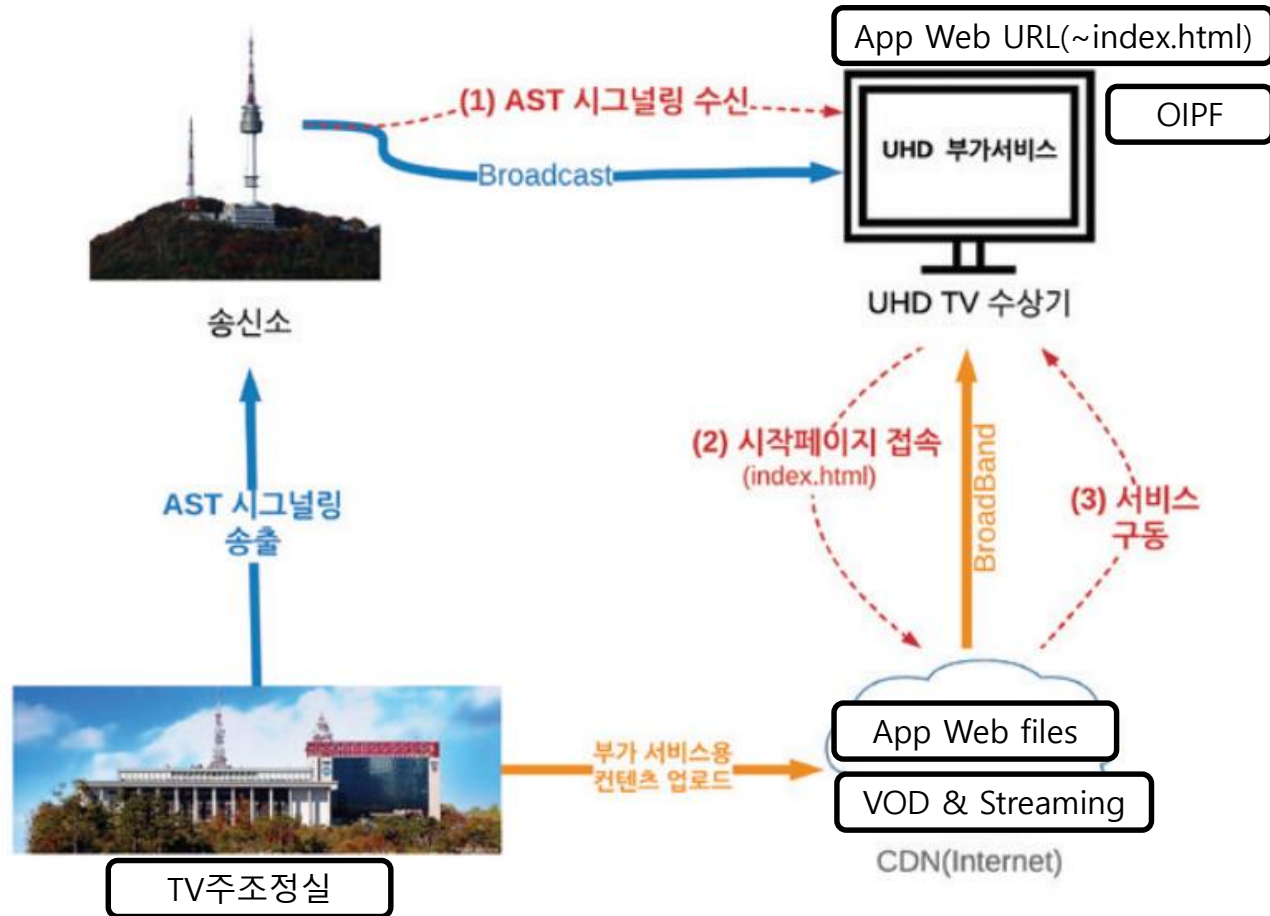 App Web URL(~index.html)
(1) AST 시그널링 수신
OIPF
UHD 부가서비스
Broadcast
송신소
UHD TV 수상기
(2) 시작페이지 접속
(index.html)
BroadBand
(3) 서비스
구동
AST 시그널링
송출
App Web files
부가 서비스용
컨텐츠 업로드
VOD & Streaming
CDN(Internet)
TV주조정실